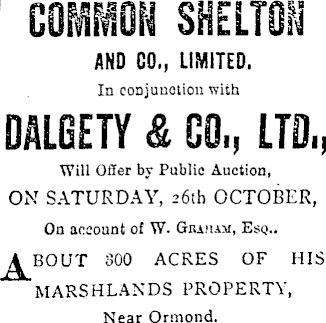 COMMON SHELTON
AND CO., LIMITED.
In conjunction with
DALGETY & CO., LTD.,
Will Offer by Public Auction,
ON SATURDAY, 26th OCTOBER,
On account of W. GRAHAM, ESQ..
ABOUT 300 ACRES OF HIS
MARSHLANDS PROPERTY,
Near Ormond.